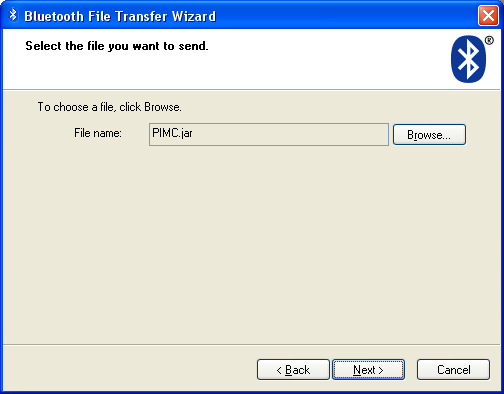 Bluetooth File Transfer Wizard
Select the file you want to send.
®
To choose a file, click Browse.
File name: PIMC.jar Browse...
< Back Next > Cancel